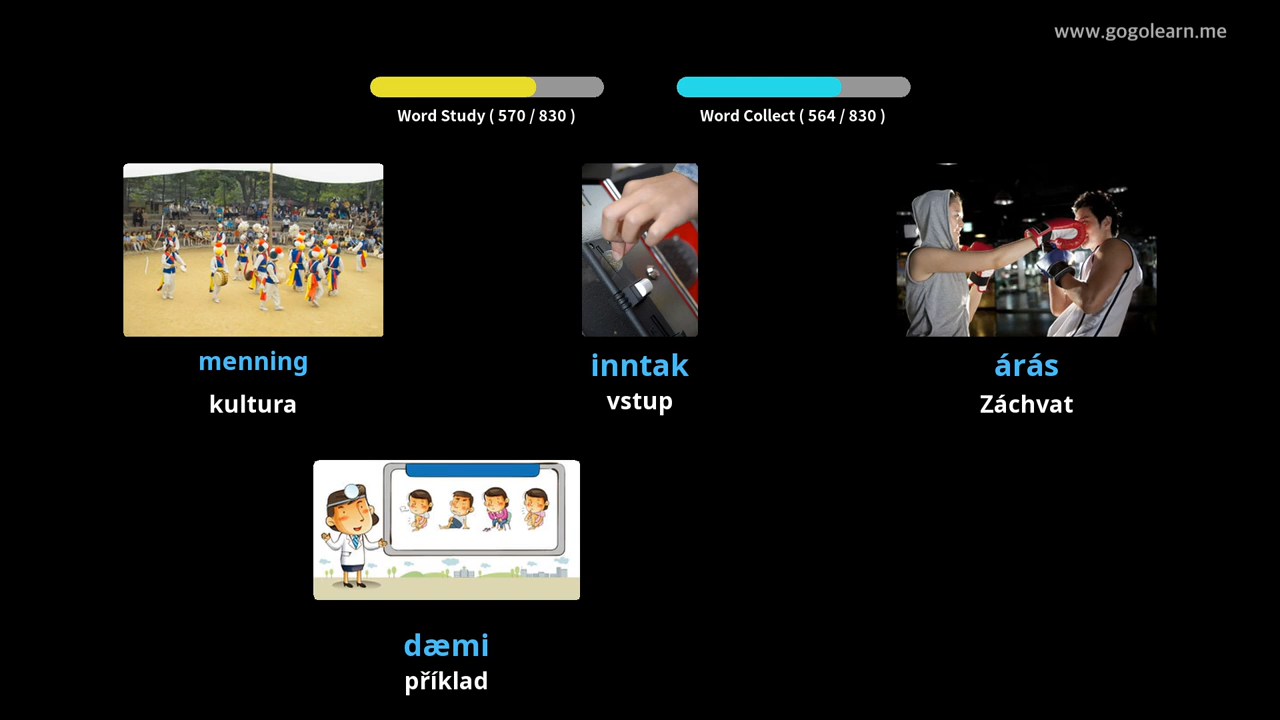 www.gogolearn.me
Word Study ( 570 / 830 )
Word Collect ( 564 / 830 )
menning
kultura
inntak
vstup
árás
Záchvat
dæmi
příklad